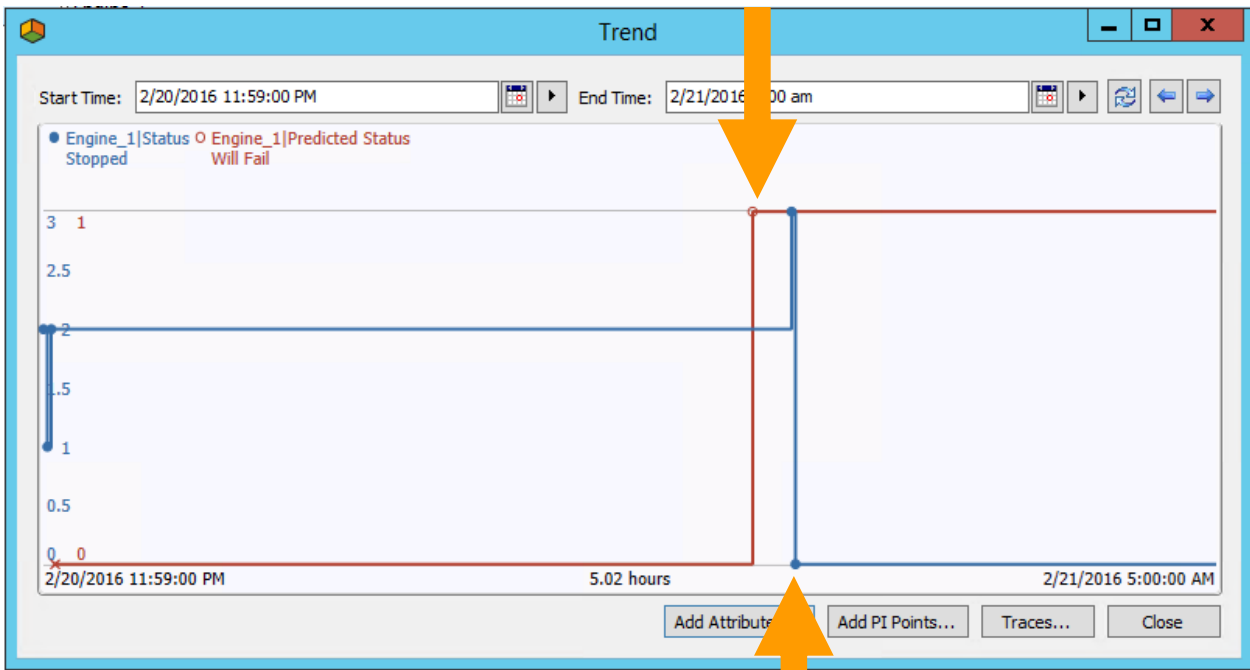 Trend
Start Time: 2/20/2016 11:59:00 PM End Time: 2/21/2016 00 am
Engine_1|Status Engine_1|Predicted Status
Stopped Will Fail
3 1
2.5
2
.5
1
0.5
0 0
2/20/2016 11:59:00 PM 5.02 hours 2/21/2016 5:00:00 AM
Add Attribute Add PI Points... Traces... Close